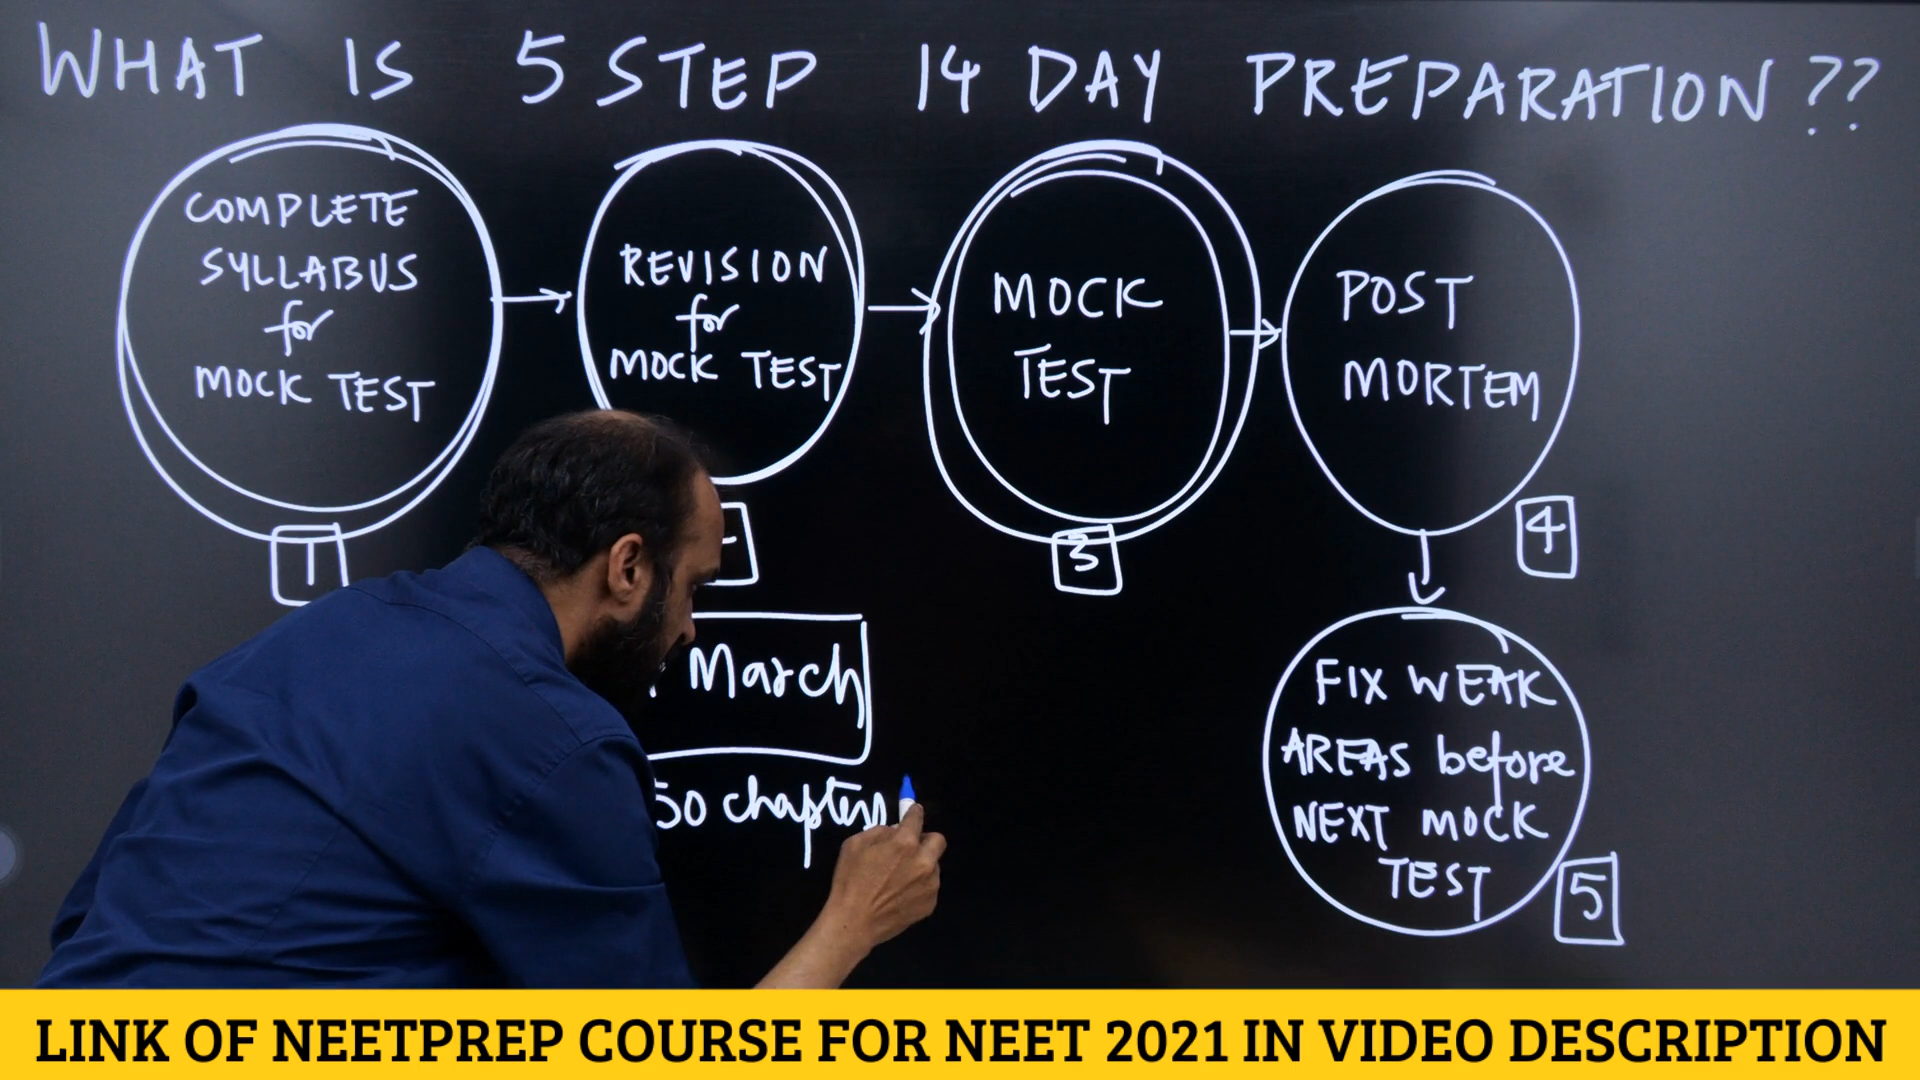 WHAT IS 5 STEP 14 DAY PREPARATION ??
COMPLETE
SYLLABUS
for
MOCK TEST
1
REVISION
for
MOCK TEST
MOCK
TEST
3
POST
MORTEM
4
March
50 chapters
FIX WEAK
AREAS before
NEXT MOCK
TEST
5
LINK OF NEETPREP COURSE FOR NEET 2021 IN VIDEO DESCRIPTION